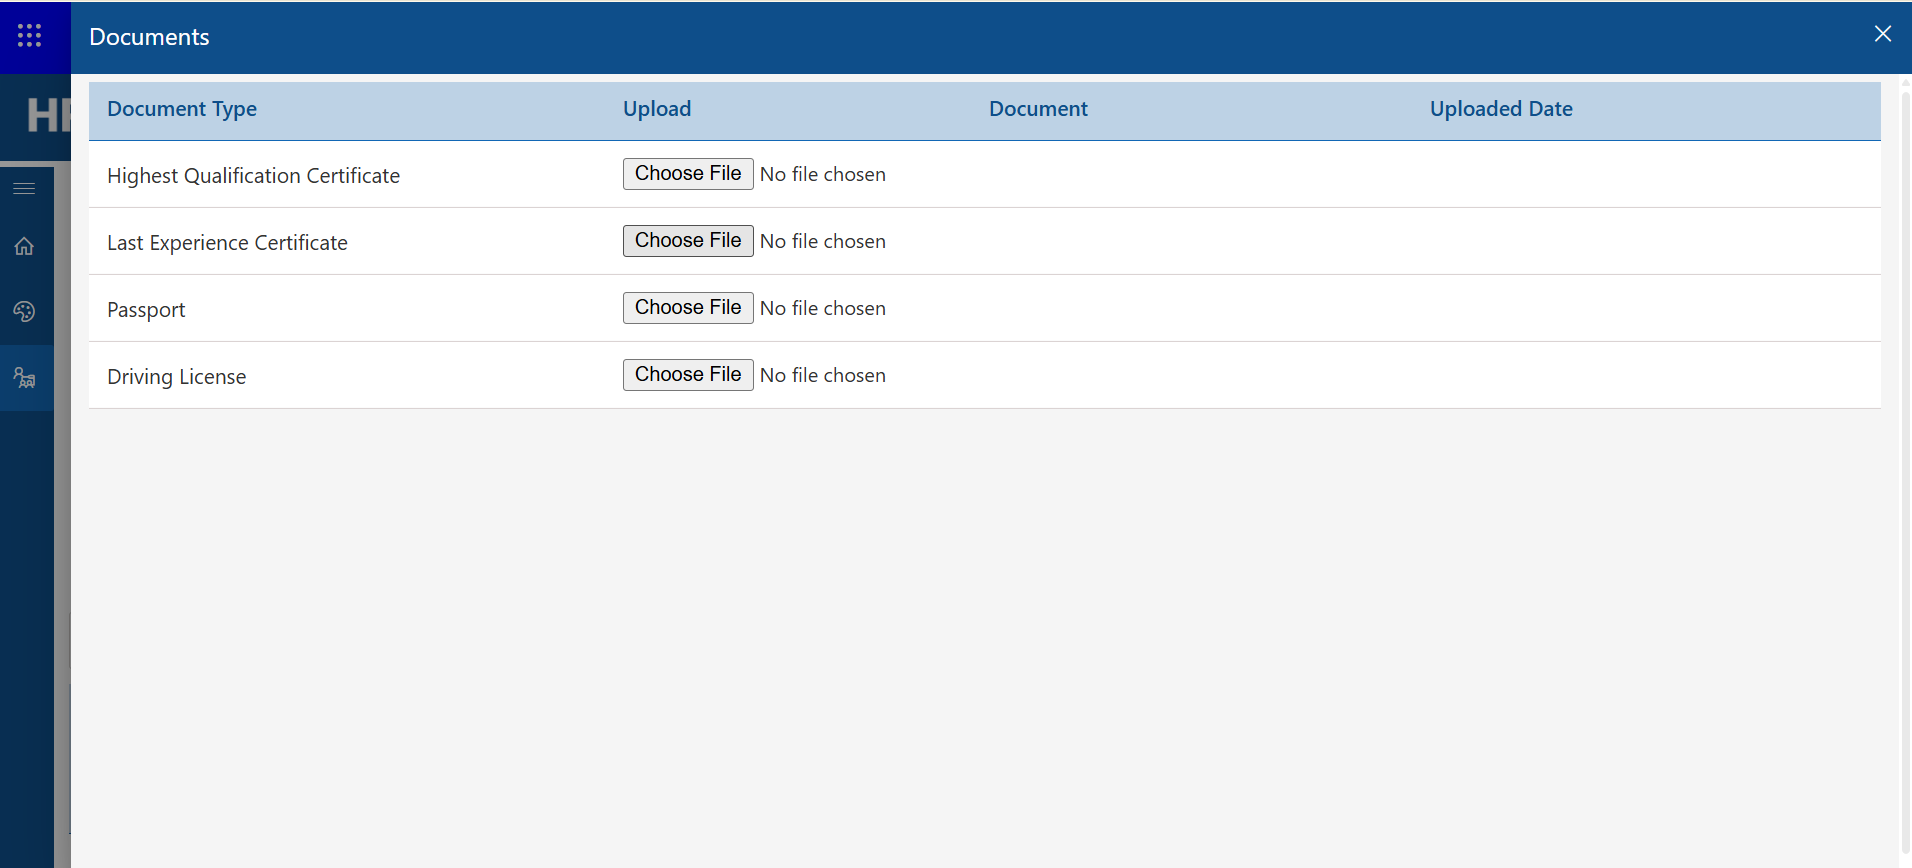 Documents
Document Type Upload Document Uploaded Date
Highest Qualification Certificate Choose File No file chosen
Last Experience Certificate Choose File No file chosen
Passport Choose File No file chosen
Driving License Choose File No file chosen